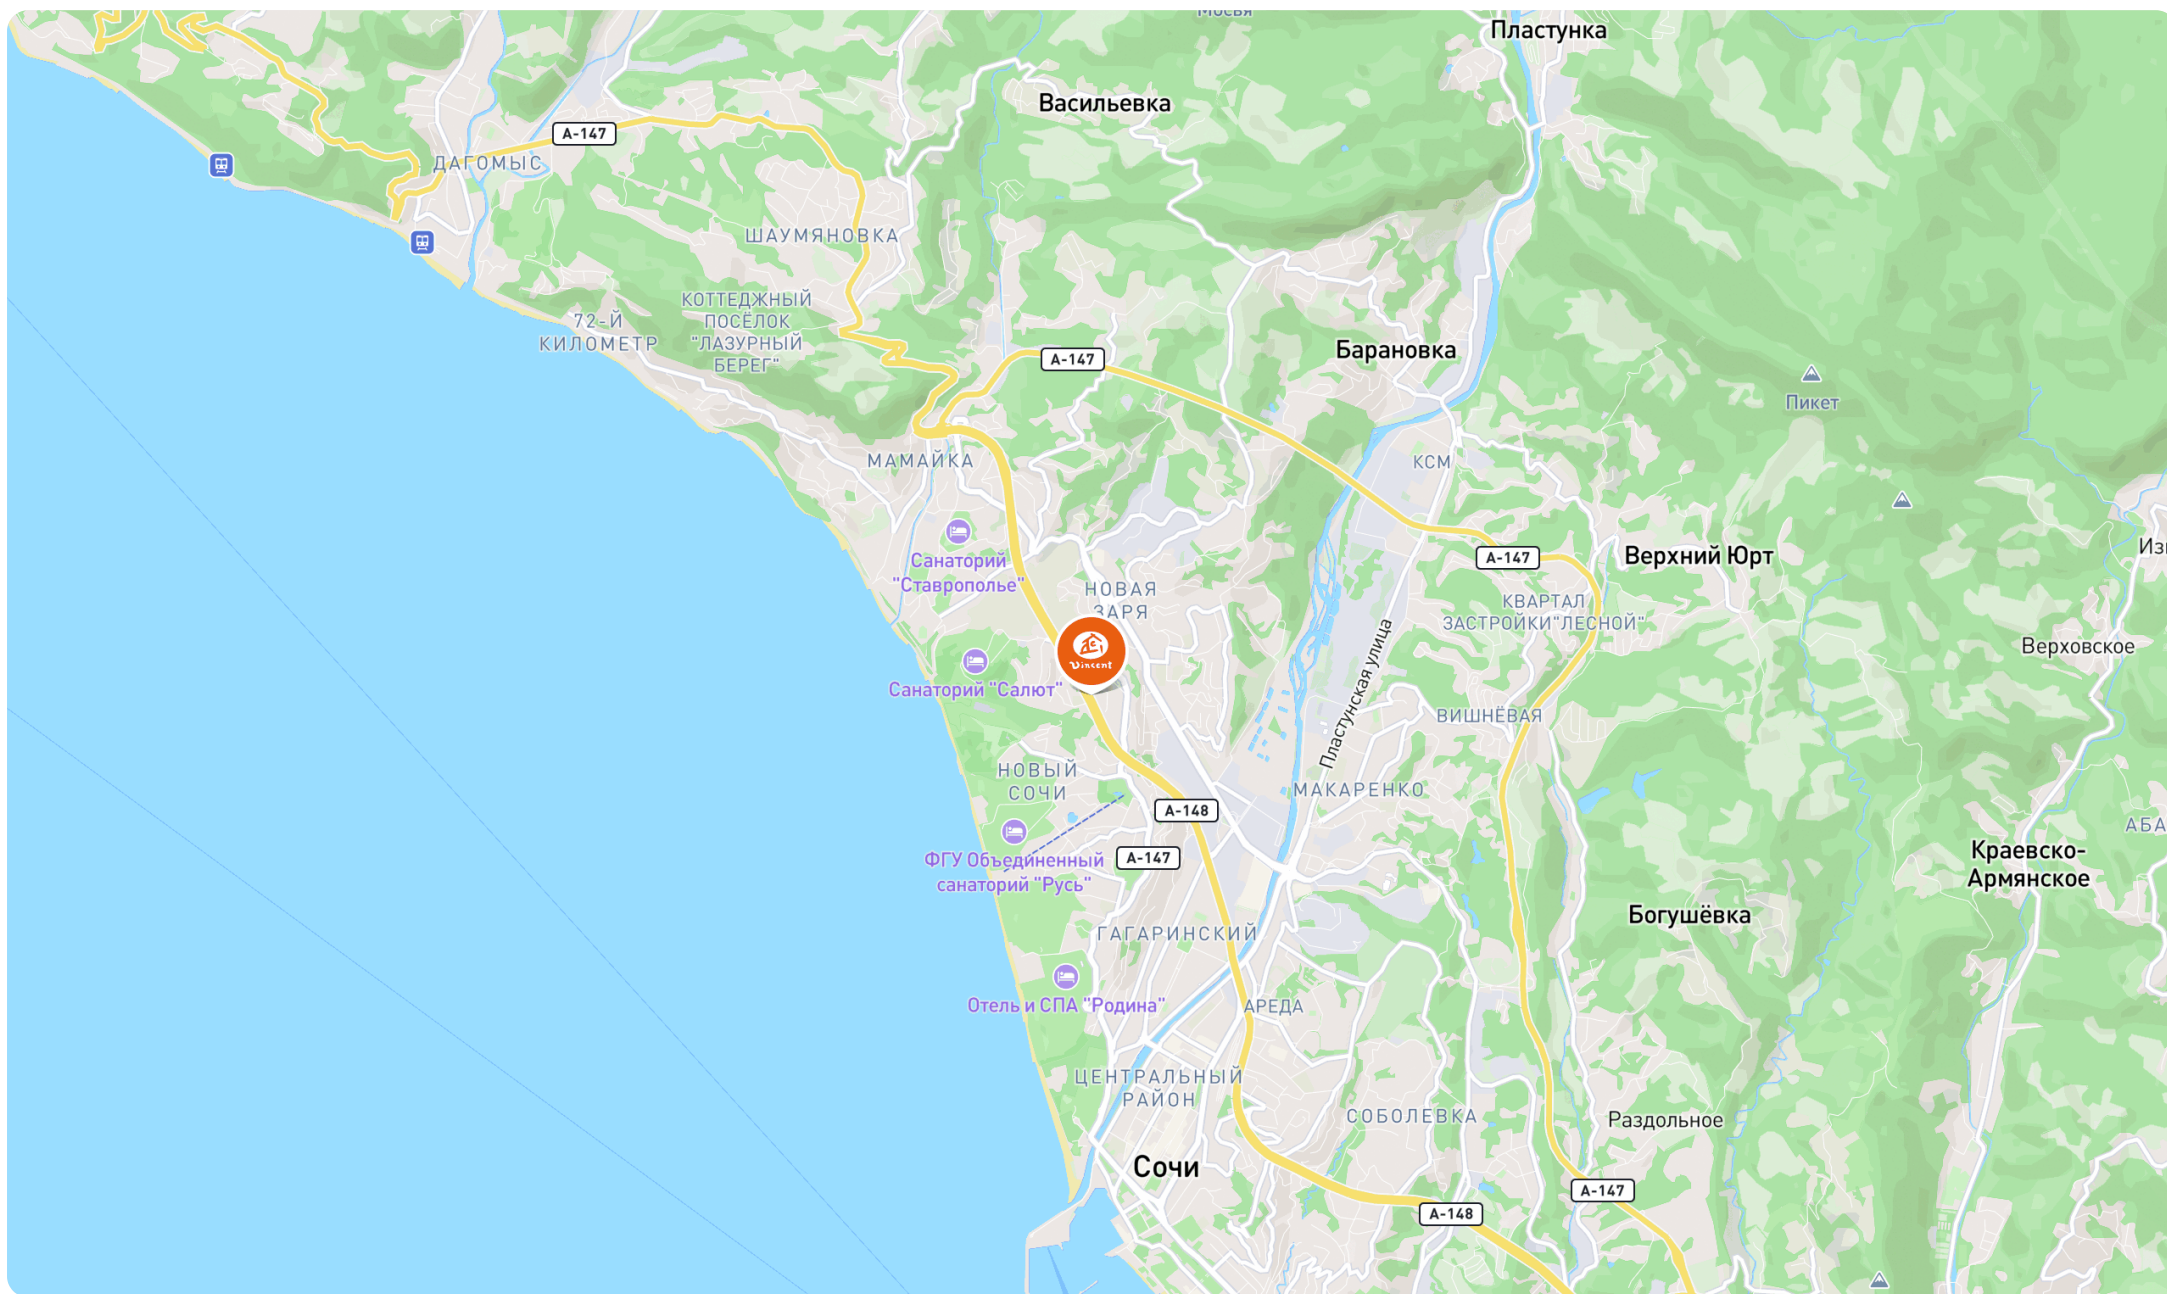 Пластунка
Васильевка
А-147
ДАГОМЫС
ШАУМЯНОВКА
КОТТЕДЖНЫЙ
ПОСЁЛОК
"ЛАЗУРНЫЙ
БЕРЕГ"
72-Й
КИЛОМЕТР
А-147
Барановка
Пикет
МАМАЙКА
КСМ
Санаторий
"Ставрополье"
А-147
Верхний Юрт
НОВАЯ
ЗАРЯ
КВАРТАЛ
ЗАСТРОЙКИ"ЛЕСНОЙ"
Vincent
Верховское
Санаторий "Салют"
Пластунская улица
ВИШНЁВАЯ
НОВЫЙ
СОЧИ
МАКАРЕНКО
А-148
АБА
А-147
ФГУ Объединенный
санаторий "Русь"
Краевско-
Армянское
Богушёвка
ГАГАРИНСКИЙ
Отель и СПА "Родина"
АРЕДА
ЦЕНТРАЛЬНЫЙ
РАЙОН
СОБОЛЕВКА
Раздольное
Сочи
А-147
А-148